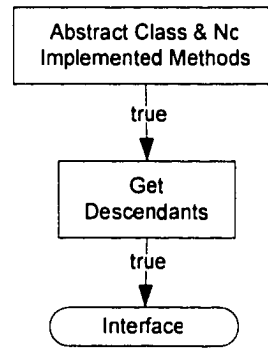 Abstract Class & Nc
Implemented Methods
true
Get
Descendants
true
Interface